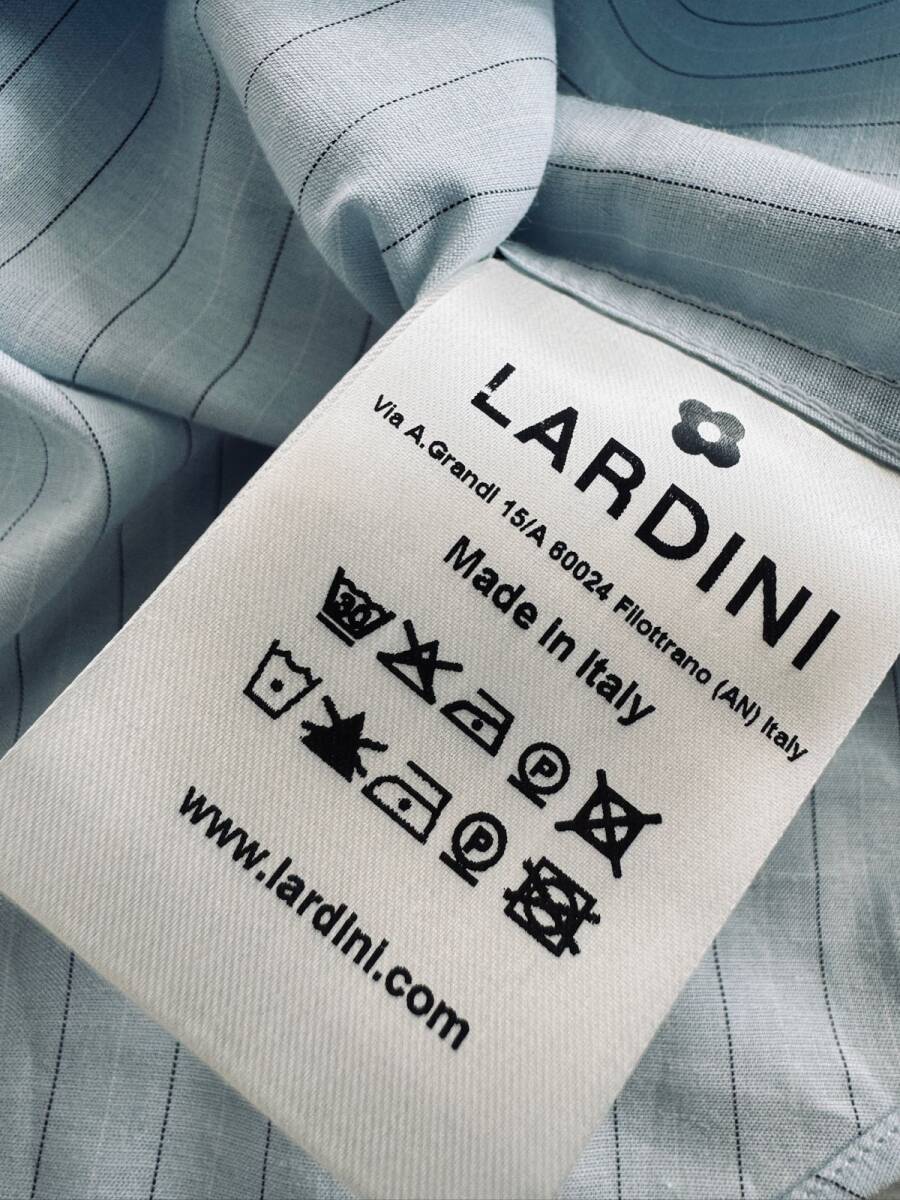 LARDINI
Via A.Grandi 15/A 60024 Filottrano (AN) Italy
Made in Italy
30
P
P
www.lardini.com